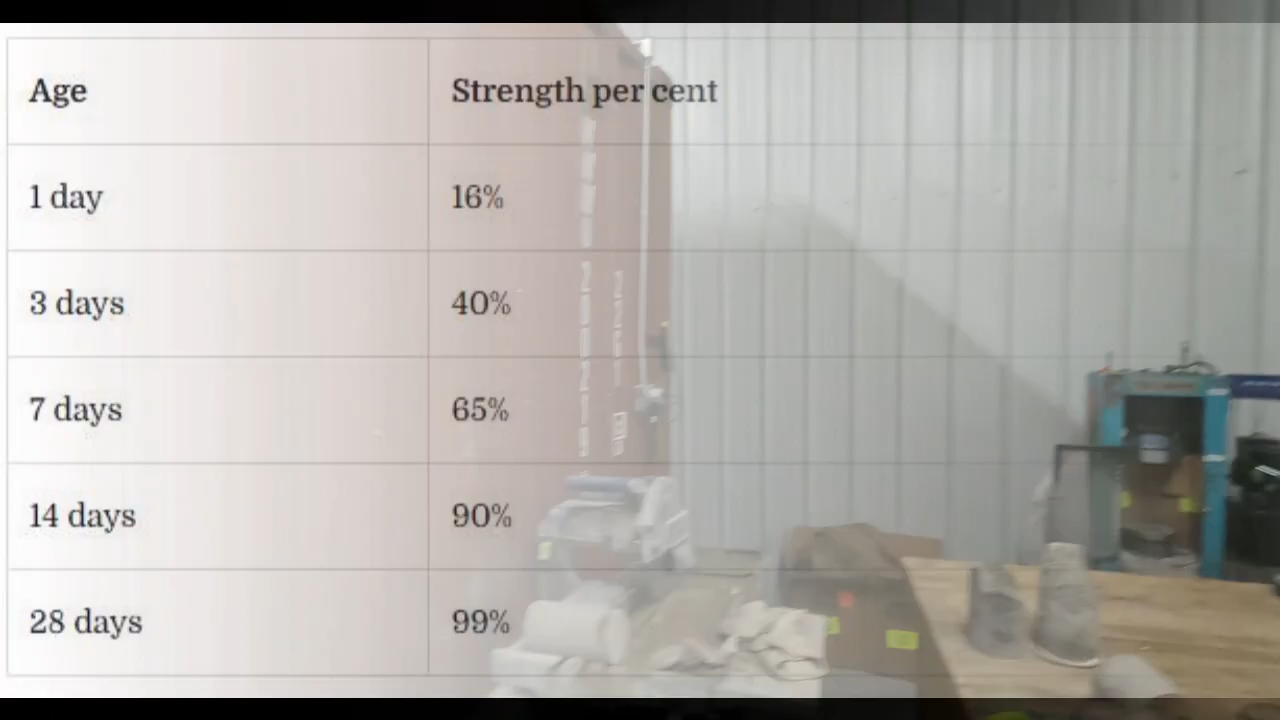 Age Strength per cent
1 day 16%
3 days 40%
7 days 65%
14 days 90%
28 days 99%